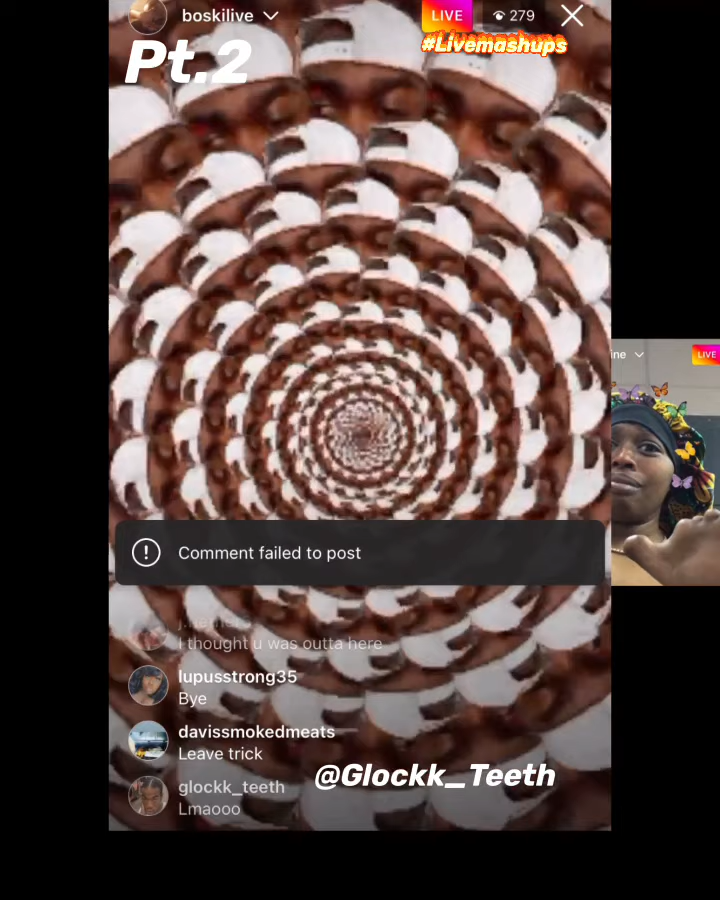 boskilive
LIVE
279
#Livemashups
Pt.2
ine
LIVE
Comment failed to post
I thought u was outta here
lupusstrong35
Bye
davissmokedmeats
Leave trick
@Glockk_Teeth
glockk_teeth
Lmaooo